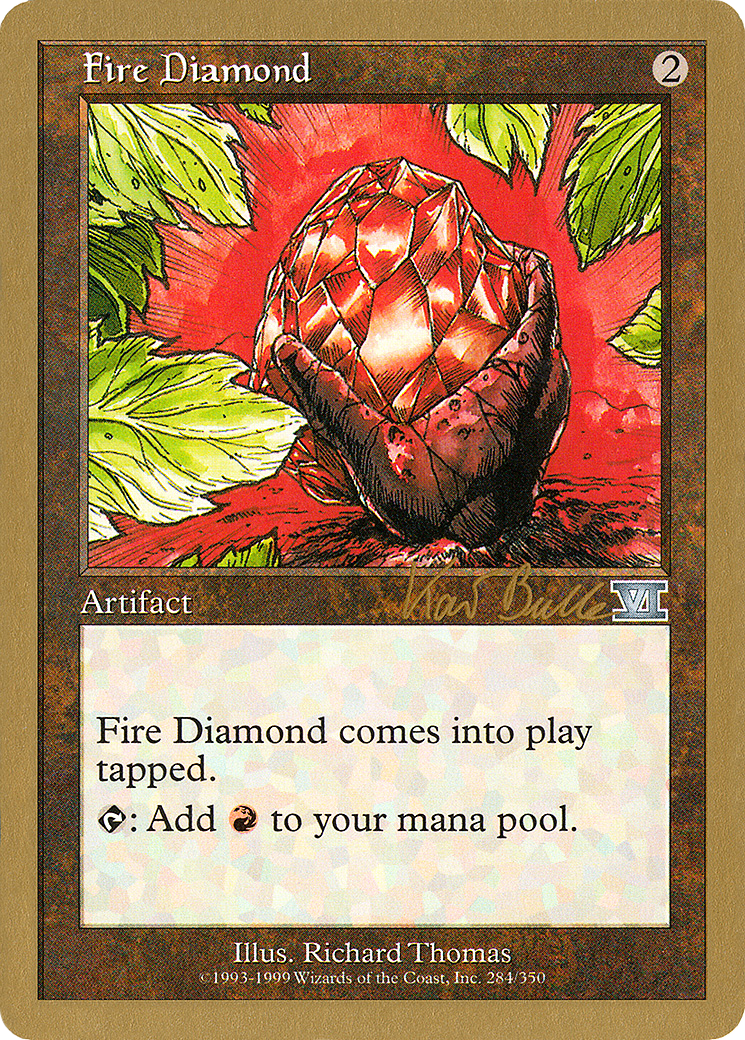 Fire Diamond 2
Artifact
VI
Fire Diamond comes into play
tapped.
: Add to your mana pool.
Illus. Richard Thomas
©1993-1999 Wizards of the Coast, Inc. 284/350